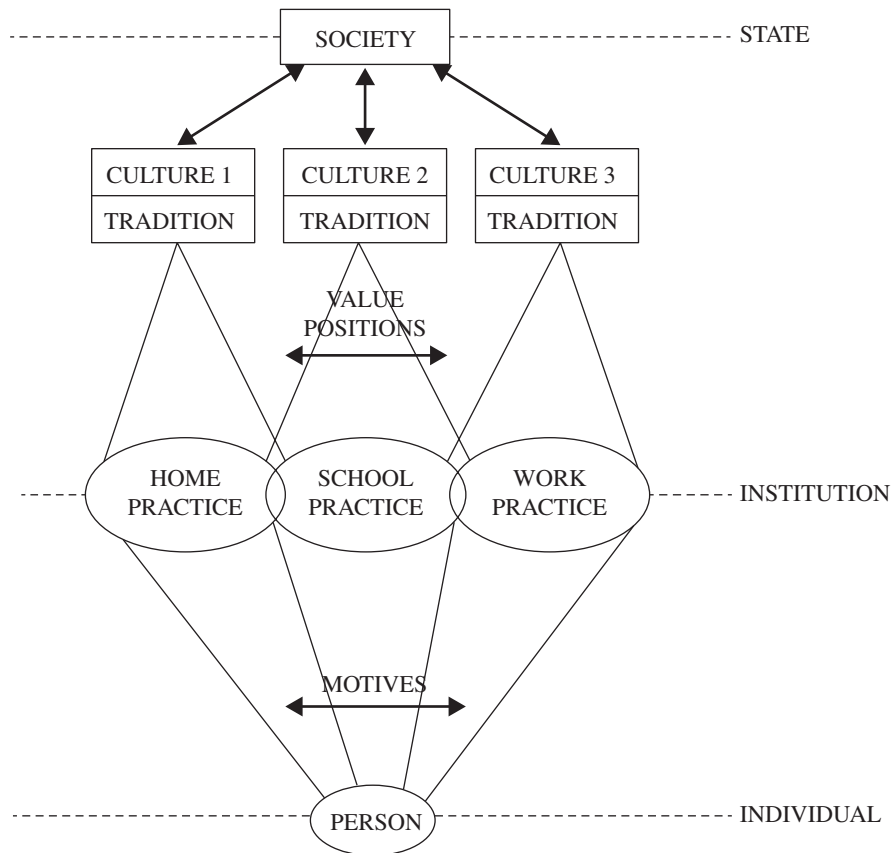 SOCIETY
STATE
CULTURE 1
CULTURE 2
CULTURE 3
TRADITION
TRADITION
TRADITION
VALUE
POSITIONS
HOME
PRACTICE
SCHOOL
PRACTICE
WORK
PRACTICE
INSTITUTION
MOTIVES
PERSON
INDIVIDUAL